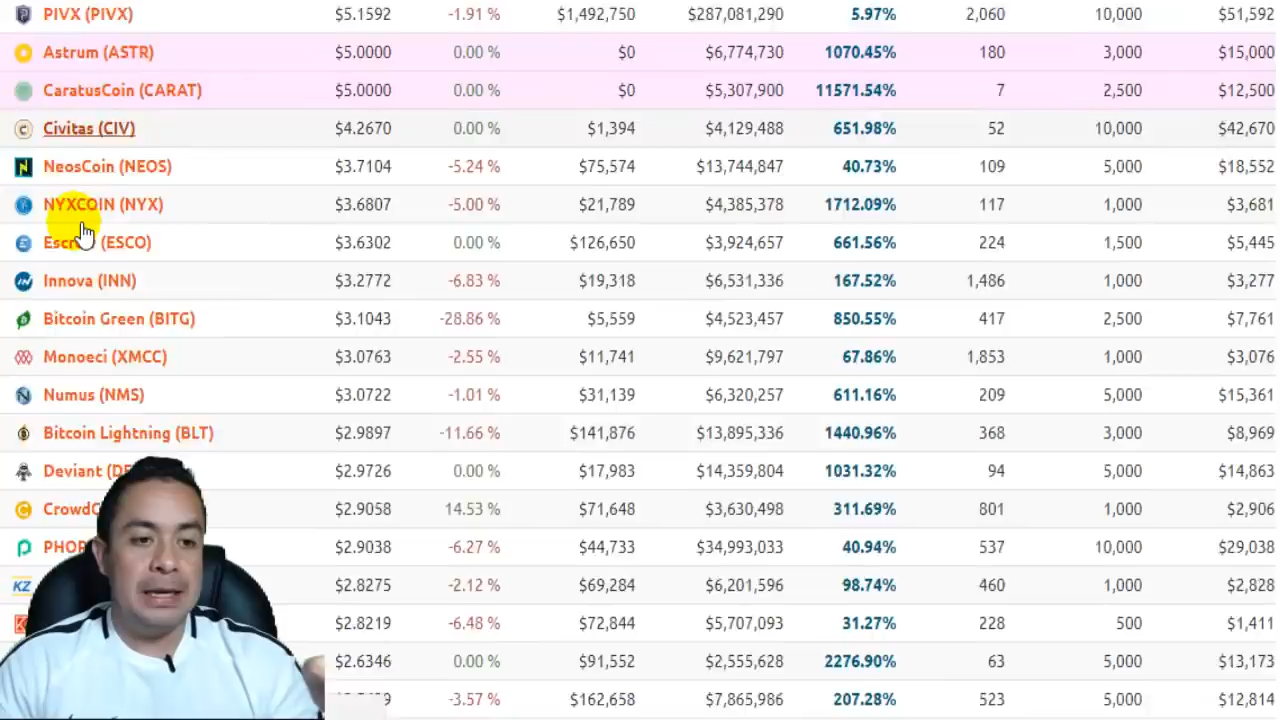 PIVX (PIVX) $5.1592 -1.91 % $1,492,750 $287,081,290 5.97% 2,060 10,000 $51,592
Astrum (ASTR) $5.0000 0.00 % $0 $6,774,730 1070.45% 180 3,000 $15,000
CaratusCoin (CARAT) $5.0000 0.00 % $0 $5,307,900 11571.54% 7 2,500 $12,500
Civitas (CIV) $4.2670 0.00 % $1,394 $4,129,488 651.98% 52 10,000 $42,670
NeosCoin (NEOS) $3.7104 -5.24 % $75,574 $13,744,847 40.73% 109 5,000 $18,552
NYXCOIN (NYX) $3.6807 -5.00 % $21,789 $4,385,378 1712.09% 117 1,000 $3,681
(ESCO) $3.6302 0.00 % $126,650 $3,924,657 661.56% 224 1,500 $5,445
Innova (INN) $3.2772 -6.83 % $19,318 $6,531,336 167.52% 1,486 1,000 $3,277
Bitcoin Green (BITG) $3.1043 -28.86 % $5,559 $4,523,457 850.55% 417 2,500 $7,761
Monoeci (XMCC) $3.0763 -2.55 % $11,741 $9,621,797 67.86% 1,853 1,000 $3,076
Numus (NMS) $3.0722 -1.01 % $31,139 $6,320,257 611.16% 209 5,000 $15,361
Bitcoin Lightning (BLT) $2.9897 -11.66 % $141,876 $13,895,336 1440.96% 368 3,000 $8,969
Deviant $2.9726 0.00 % $17,983 $14,359,804 1031.32% 94 5,000 $14,863
$2.9058 14.53 % $71,648 $3,630,498 311.69% 801 1,000 $2,906
$2.9038 -6.27 % $44,733 $34,993,033 40.94% 537 10,000 $29,038
KZ $2.8275 -2.12 % $69,284 $6,201,596 98.74% 460 1,000 $2,828
$2.8219 -6.48 % $72,844 $5,707,093 31.27% 228 500 $1,411
$2.6346 0.00 % $91,552 $2,555,628 2276.90% 63 5,000 $13,173
-3.57 % $162,658 $7,865,986 207.28% 523 5,000 $12,814